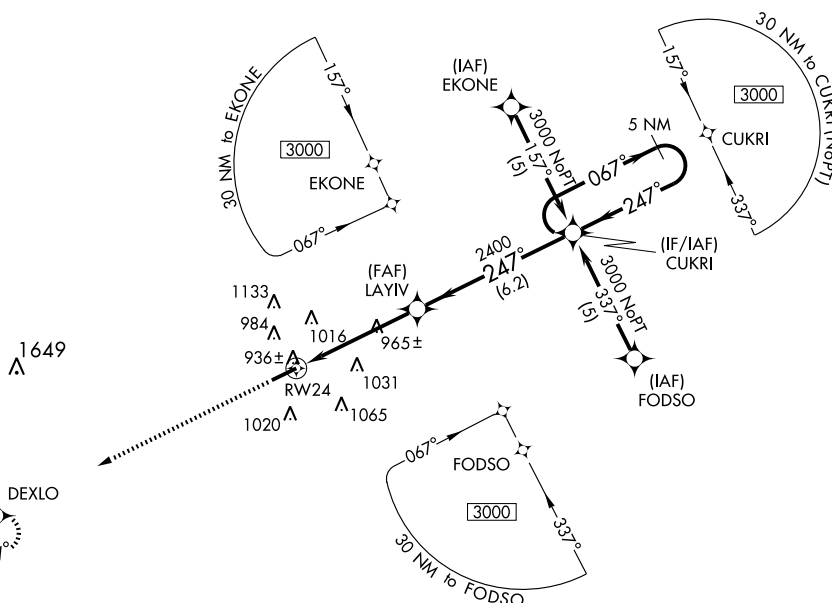 30 NM to EKONE
157°
3000
EKONE
067°
(IAF)
EKONE
3000 NoPT
157°
(5)
5 NM
067°
247°
30 NM to CUKRI (NoPT)
157°
3000
CUKRI
337°
(IF/IAF)
CUKRI
2400
247°
(6.2)
(FAF)
LAYIV
3000 NoPT
337°
(5)
(IAF)
FODSO
1133
984
1016
936±
965±
1649
RW24
1031
1020
1065
DEXLO
067°
FODSO
3000
337°
30 NM to FODSO